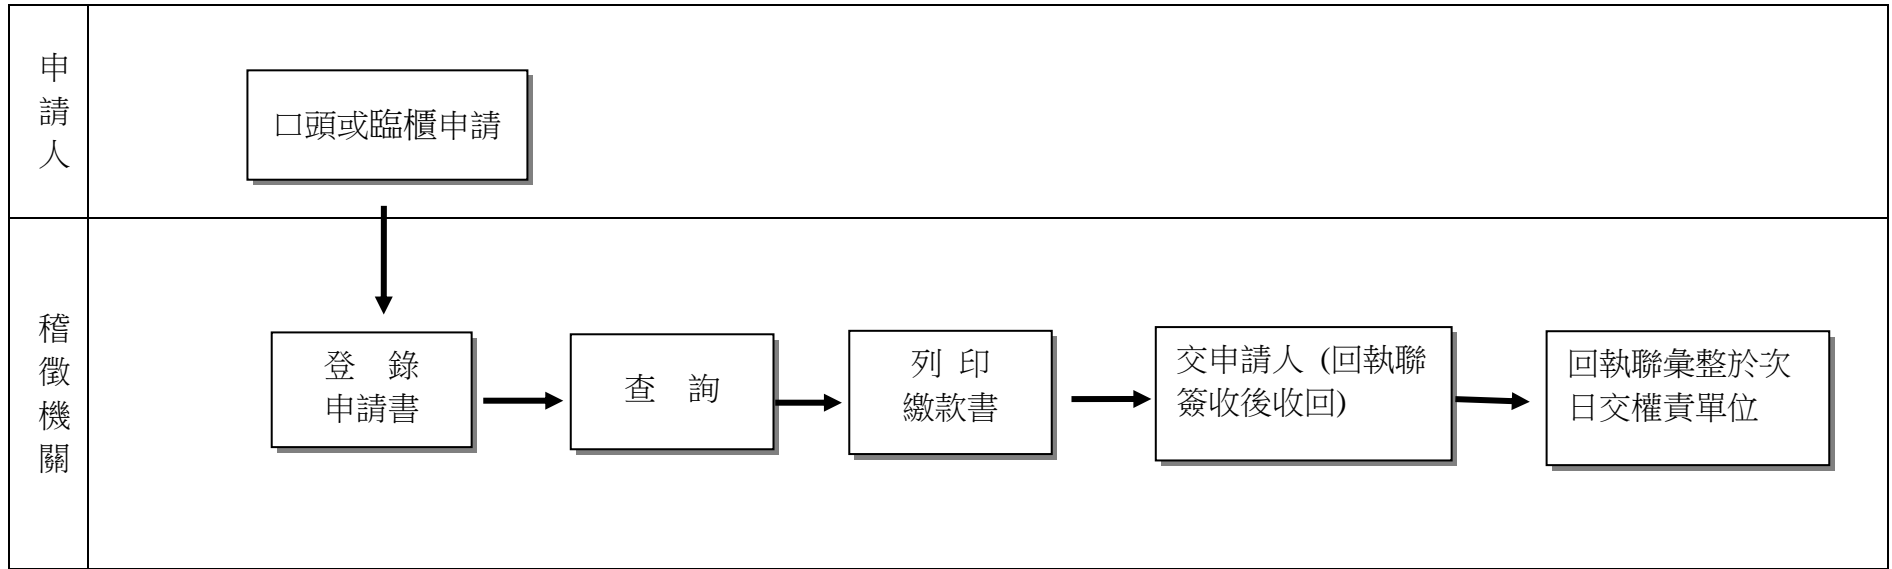 申請人
口頭或臨櫃申請
稽徵機關
登　錄
申請書
查　詢
列 印
繳款書
交申請人 (回執聯
簽收後收回)
回執聯彙整於次
日交權責單位